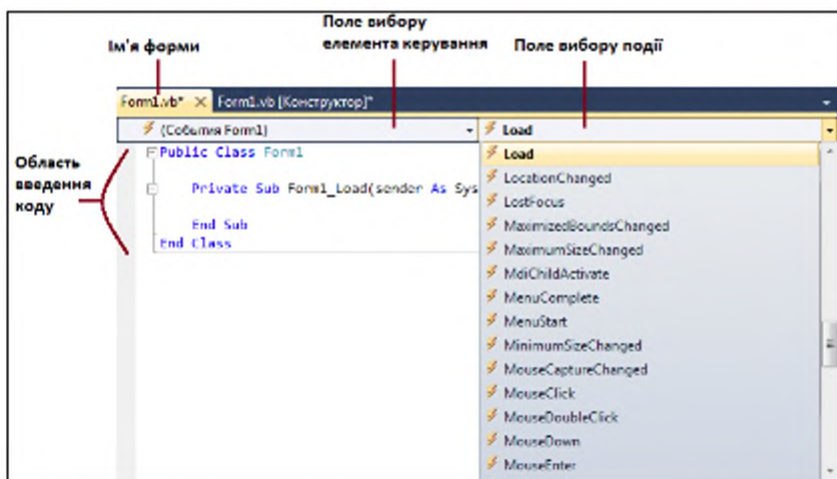 Ім'я форми
Поле вибору
елемента керування
Поле вибору події
Form1.vb* Form1.vb [Конструктор]*
(События Form1) Load
Область
введення
коду
Public Class Form1
Private Sub Form1_Load(sender As Sys
End Sub
End Class
Load
LocationChanged
LostFocus
MaximizedBoundsChanged
MaximumSizeChanged
MdiChildActivate
MenuComplete
MenuStart
MinimumSizeChanged
MouseCaptureChanged
MouseClick
MouseDoubleClick
MouseDown
MouseEnter